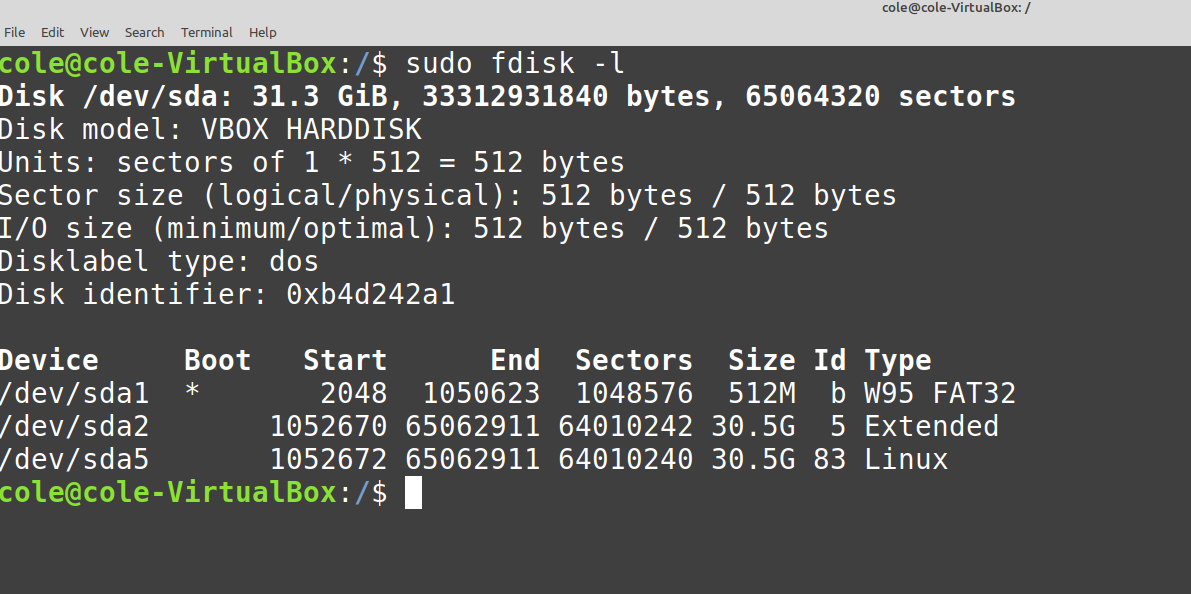 cole@cole-VirtualBox: /
File Edit View Search Terminal Help
cole@cole-VirtualBox:/$ sudo fdisk -l
Disk /dev/sda: 31.3 GiB, 33312931840 bytes, 65064320 sectors
Disk model: VBOX HARDDISK
Units: sectors of 1 * 512 = 512 bytes
Sector size (logical/physical): 512 bytes / 512 bytes
I/O size (minimum/optimal): 512 bytes / 512 bytes
Disklabel type: dos
Disk identifier: 0xb4d242a1
Device     Boot   Start      End  Sectors  Size Id Type
/dev/sda1  *       2048  1050623  1048576  512M  b W95 FAT32
/dev/sda2       1052670 65062911 64010242 30.5G  5 Extended
/dev/sda5       1052672 65062911 64010240 30.5G 83 Linux
cole@cole-VirtualBox:/$